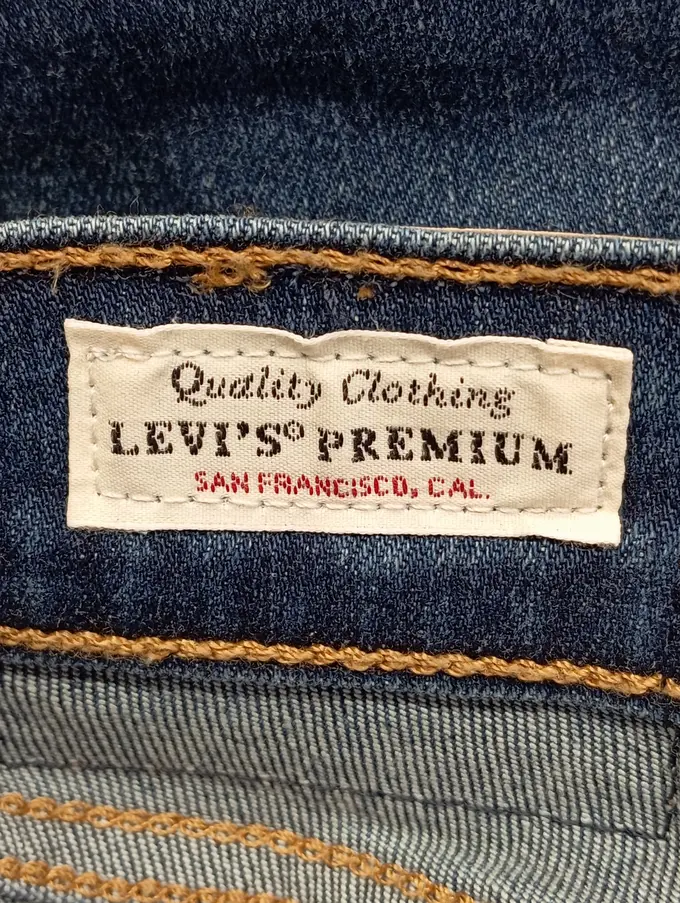 Quality Clothing
LEVI'S® PREMIUM
SAN FRANCISCO, CAL.